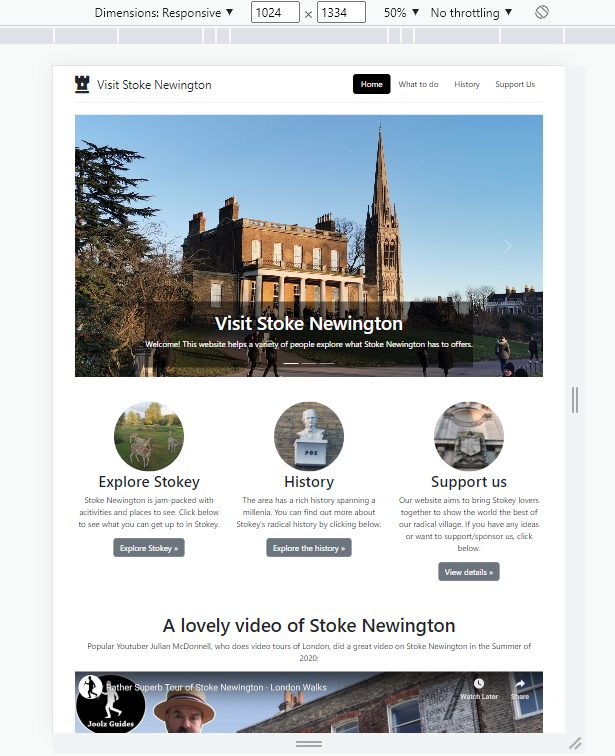 Dimensions: Responsive ▼ 1024 × 1334 50% ▼ No throttling ▼
Visit Stoke Newington Home What to do History Support Us
Visit Stoke Newington
Welcome! This website helps a variety of people explore what Stoke Newington has to offers.
POE
Explore Stokey
Stoke Newington is jam-packed with
acitivities and places to see. Click below
to see what you can get up to in Stokey.
Explore Stokey »
History
The area has a rich history spanning a
millenia. You can find out more about
Stokey's radical history by clicking below.
Explore the history »
Support us
Our website aims to bring Stokey lovers
together to show the world the best of
our radical village. If you have any ideas
or want to support/sponsor us, click
below.
View details »
A lovely video of Stoke Newington
Popular Youtuber Julian McDonnell, who does video tours of London, did a great video on Stoke Newington in the Summer of
2020:
Rather Superb Tour of Stoke Newington - London Walks
Watch Later Share
Joolz Guides